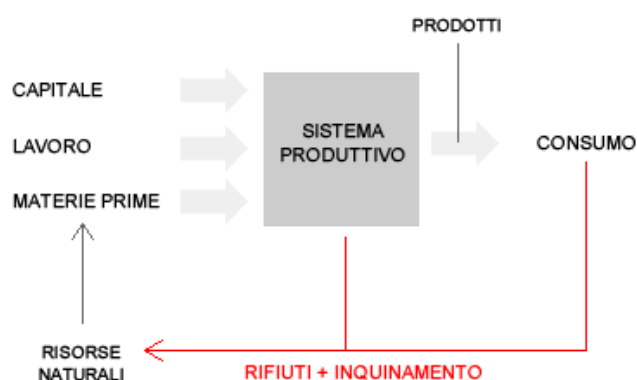 PRODOTTI
CAPITALE
LAVORO
MATERIE PRIME
SISTEMA
PRODUTTIVO
CONSUMO
RISORSE
NATURALI
RIFIUTI + INQUINAMENTO